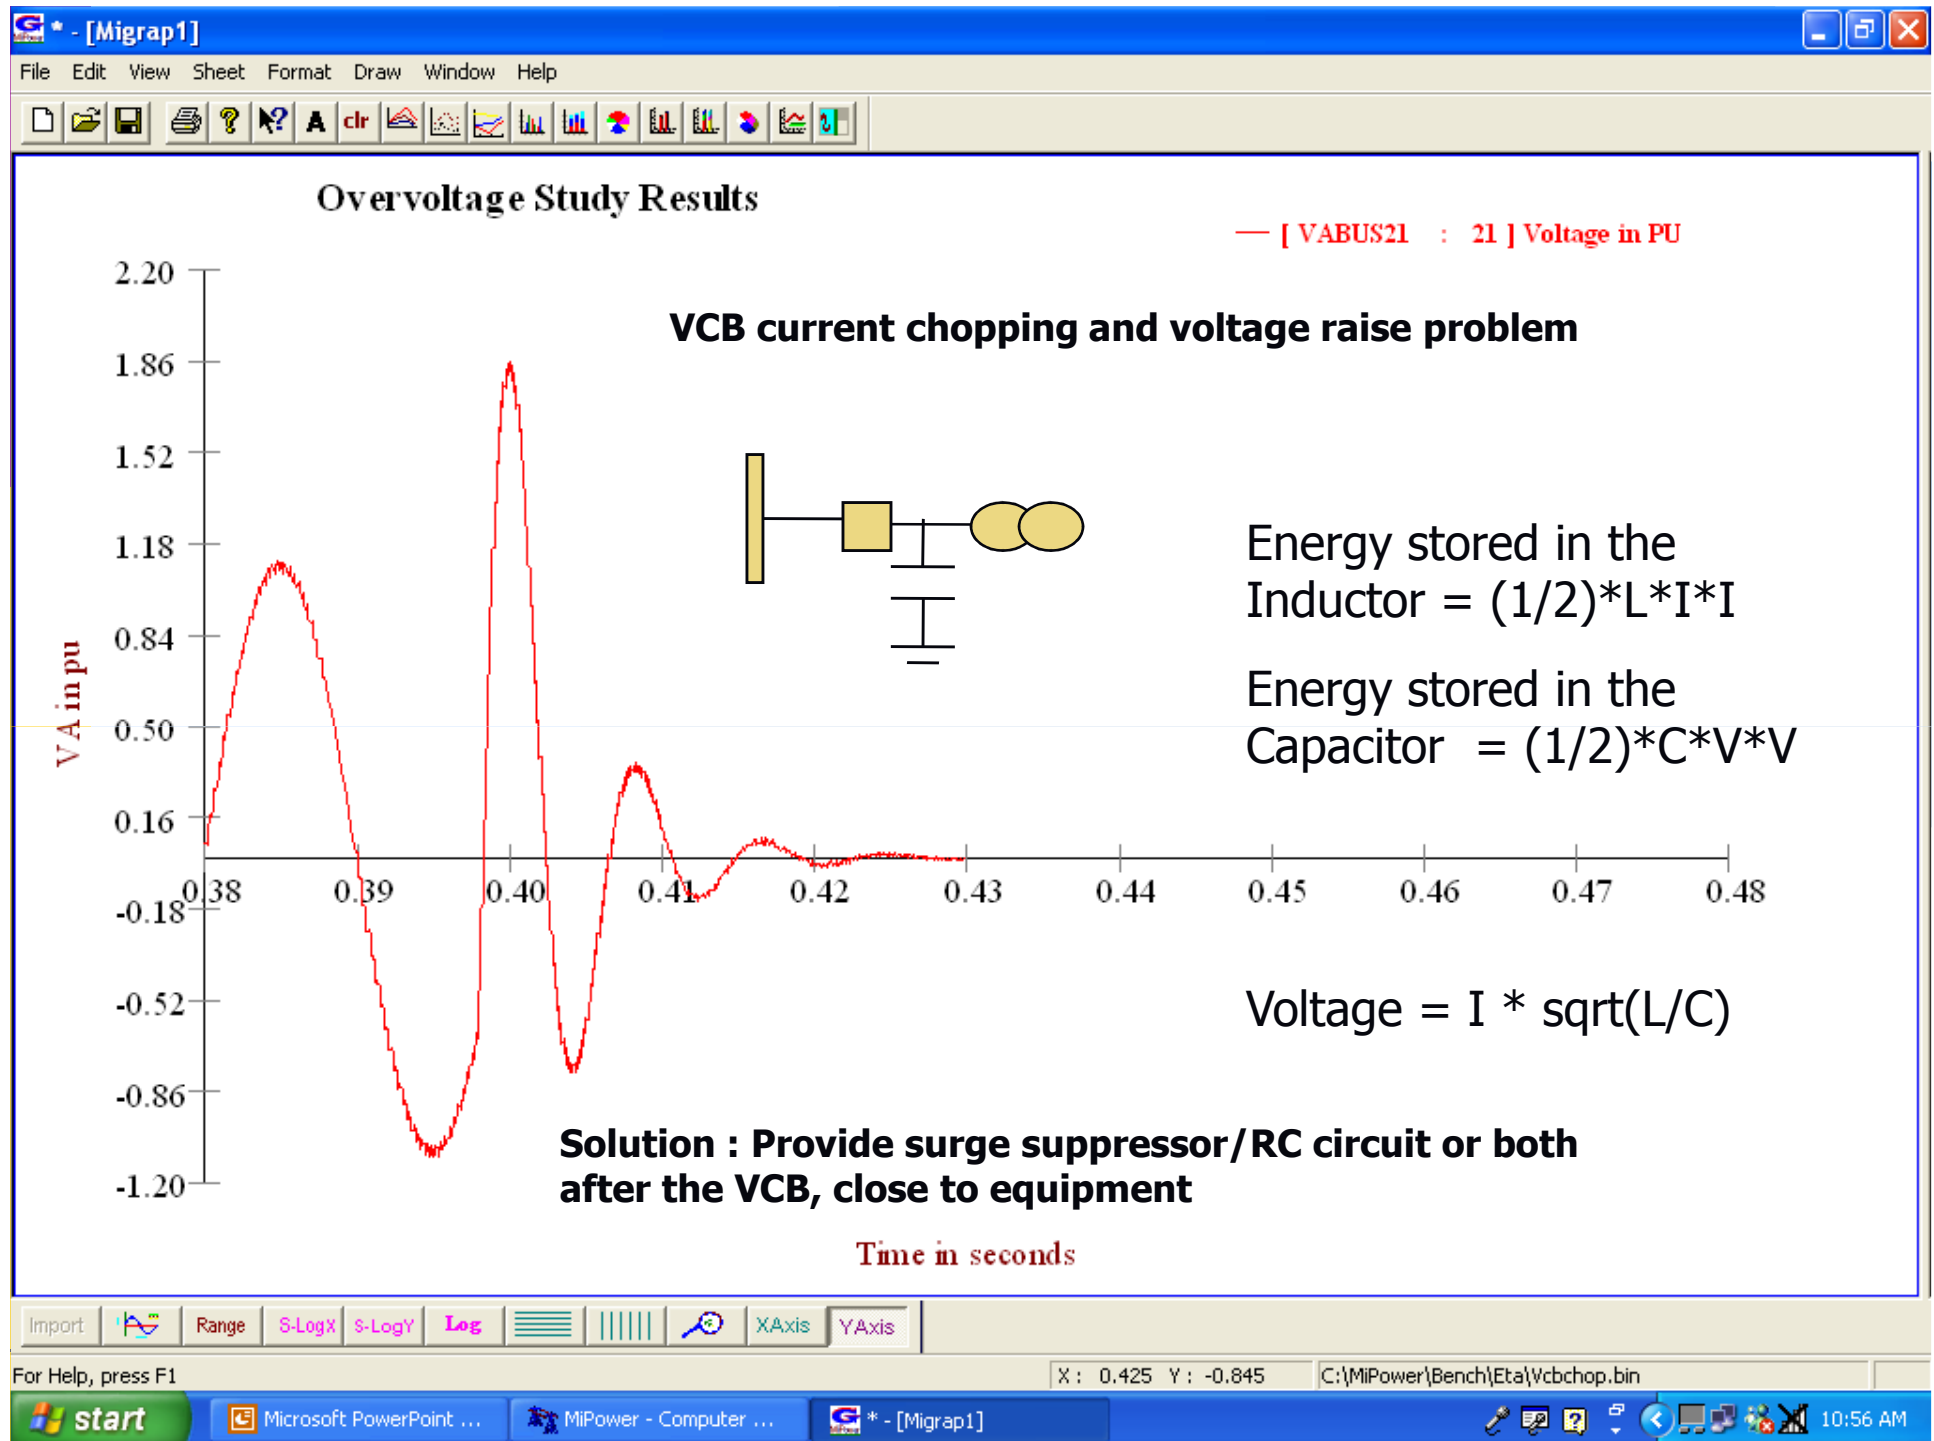 * - [Migrap1]
File Edit View Sheet Format Draw Window Help
A clr
Overvoltage Study Results
[ VABUS21 : 21 ] Voltage in PU
2.20
VCB current chopping and voltage raise problem
1.86
1.52
1.18
Energy stored in the
Inductor = (1/2)*L*I*I
0.84
VA in pu
Energy stored in the
0.50
Capacitor = (1/2)*C*V*V
0.16
0.38 0.39 0.40 0.41 0.42 0.43 0.44 0.45 0.46 0.47 0.48
-0.18
-0.52
Voltage = I * sqrt(L/C)
-0.86
Solution : Provide surge suppressor/RC circuit or both
after the VCB, close to equipment
-1.20
Time in seconds
Import Range S-LogX S-LogY Log XAxis YAxis
For Help, press F1 X : 0.425 Y : -0.845 C:\MiPower\Bench\Eta\Vcbchop.bin
start Microsoft PowerPoint ... MiPower - Computer ... * - [Migrap1] 10:56 AM